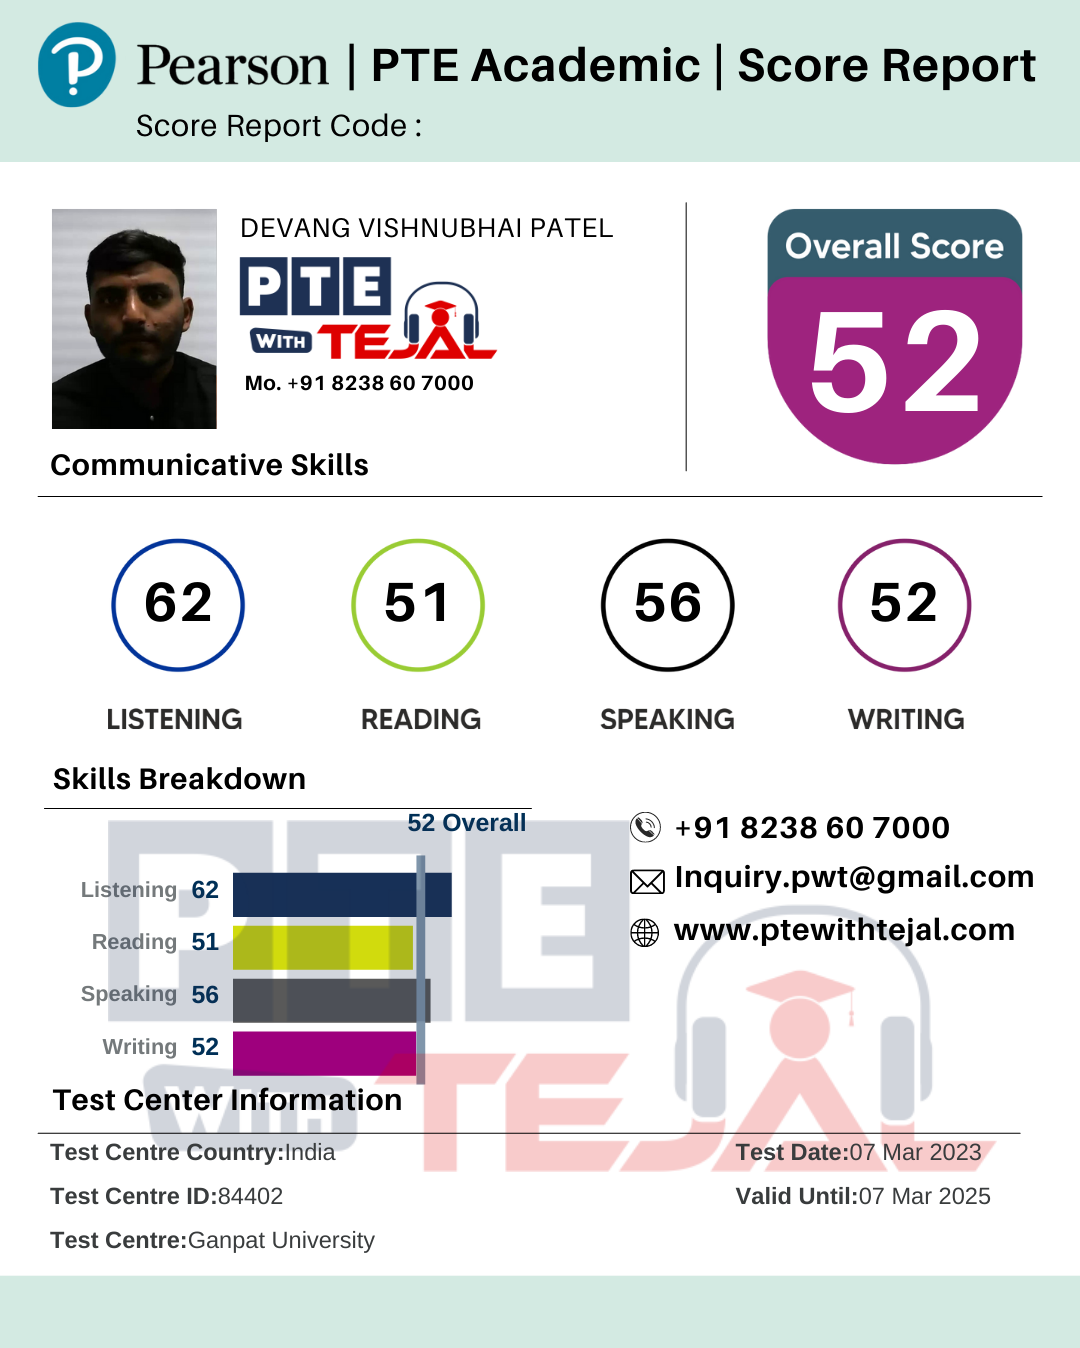 Pearson | PTE Academic | Score Report
Score Report Code :
DEVANG VISHNUBHAI PATEL
PTE
WITH TEJAL
Mo. +91 8238 60 7000
Overall Score
52
Communicative Skills
62 51 56 52
LISTENING READING SPEAKING WRITING
Skills Breakdown
52 Overall
Listening 62
Reading 51
Speaking 56
Writing 52
+91 8238 60 7000
Inquiry.pwt@gmail.com
www.ptewithtejal.com
PTE
WITH TEJAL
Test Center Information
Test Centre Country:India
Test Centre ID:84402
Test Centre:Ganpat University
Test Date:07 Mar 2023
Valid Until:07 Mar 2025